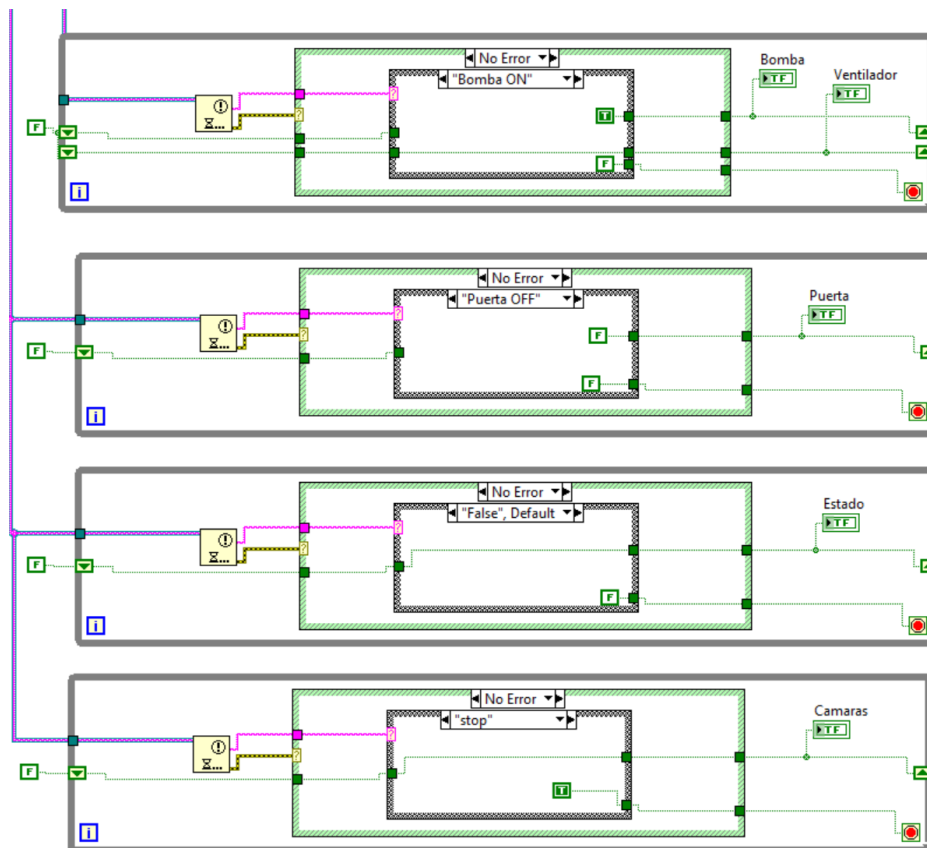 No Error
"Bomba ON"
Bomba
TF
Ventilador
TF
F
T
F
i
No Error
"Puerta OFF"
Puerta
TF
F
F
F
i
No Error
"False", Default
Estado
TF
F
F
i
No Error
"stop"
Camaras
TF
F
T
i